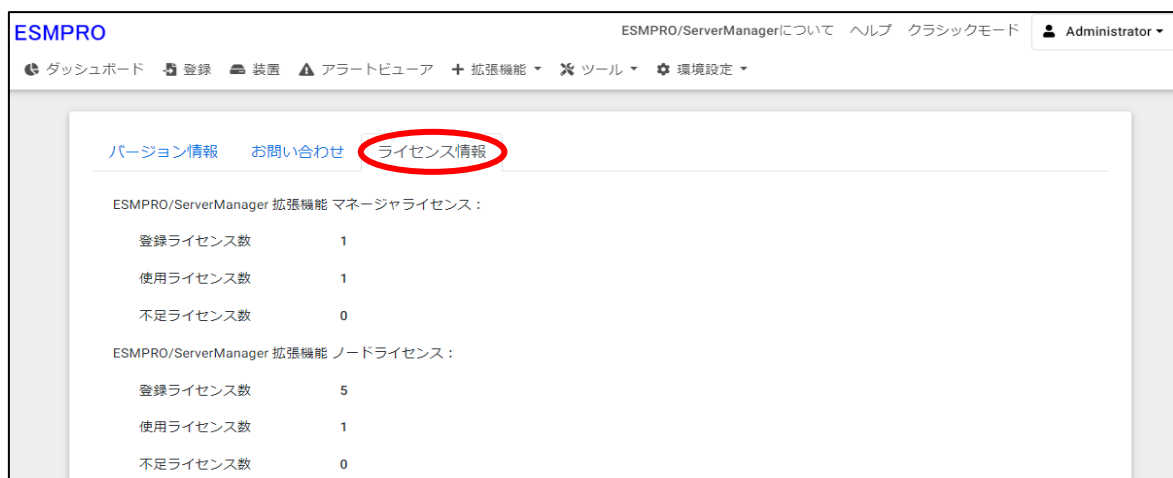 ESMPRO
ESMPRO/ServerManagerについて ヘルプ クラシックモード Administrator
ダッシュボード 登録 装置 アラートビューア 拡張機能 ツール 環境設定
バージョン情報 お問い合わせ ライセンス情報
ESMPRO/ServerManager 拡張機能 マネージャライセンス：
登録ライセンス数 1
使用ライセンス数 1
不足ライセンス数 0
ESMPRO/ServerManager 拡張機能 ノードライセンス：
登録ライセンス数 5
使用ライセンス数 1
不足ライセンス数 0